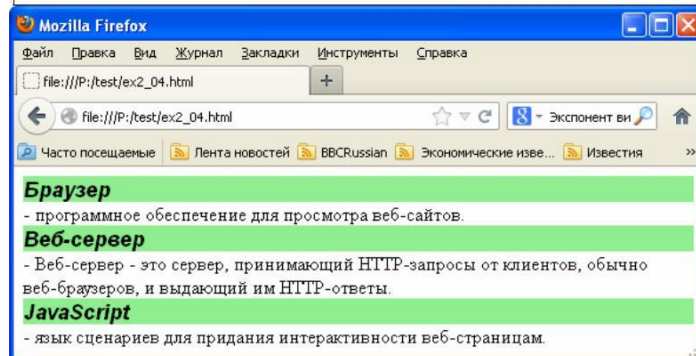 Mozilla Firefox
Файл Правка Вид Журнал Закладки Инструменты Справка
file:///P:/test/ex2_04.html +
file:///P:/test/ex2_04.html 8 Экспонент ви
Часто посещаемые Лента новостей BBCRussian Экономические изве... Известия »
Браузер
- программное обеспечение для просмотра веб-сайтов.
Веб-сервер
- Веб-сервер - это сервер, принимающий HTTP-запросы от клиентов, обычно
веб-браузеров, и выдающий им HTTP-ответы.
JavaScript
- язык сценариев для придания интерактивности веб-страницам.